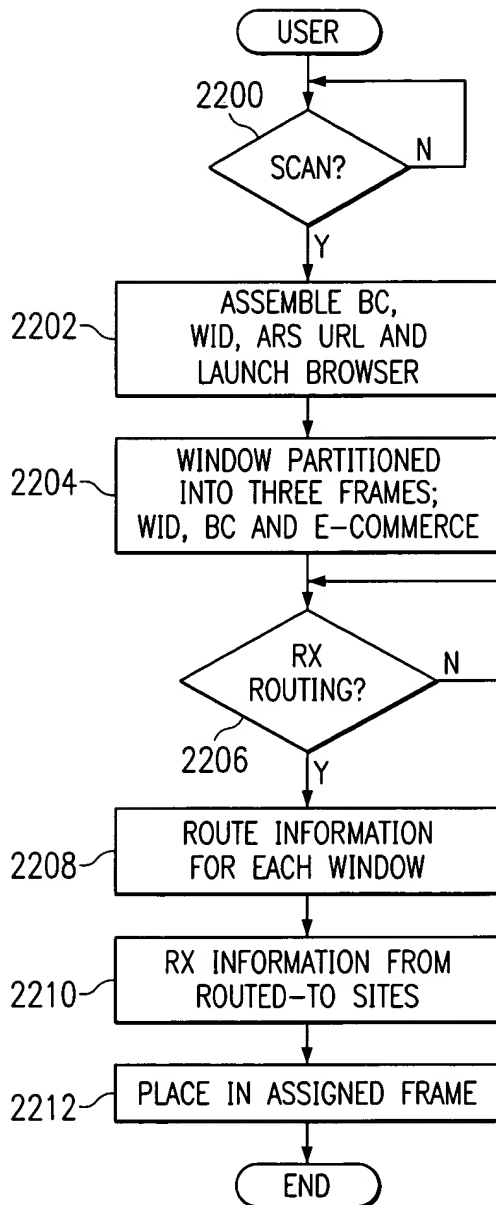 USER
2200
SCAN?
N
Y
2202
ASSEMBLE BC,
WID, ARS URL AND
LAUNCH BROWSER
2204
WINDOW PARTITIONED
INTO THREE FRAMES;
WID, BC AND E-COMMERCE
RX
ROUTING?
N
2206
Y
2208
ROUTE INFORMATION
FOR EACH WINDOW
2210
RX INFORMATION FROM
ROUTED-TO SITES
2212
PLACE IN ASSIGNED FRAME
END